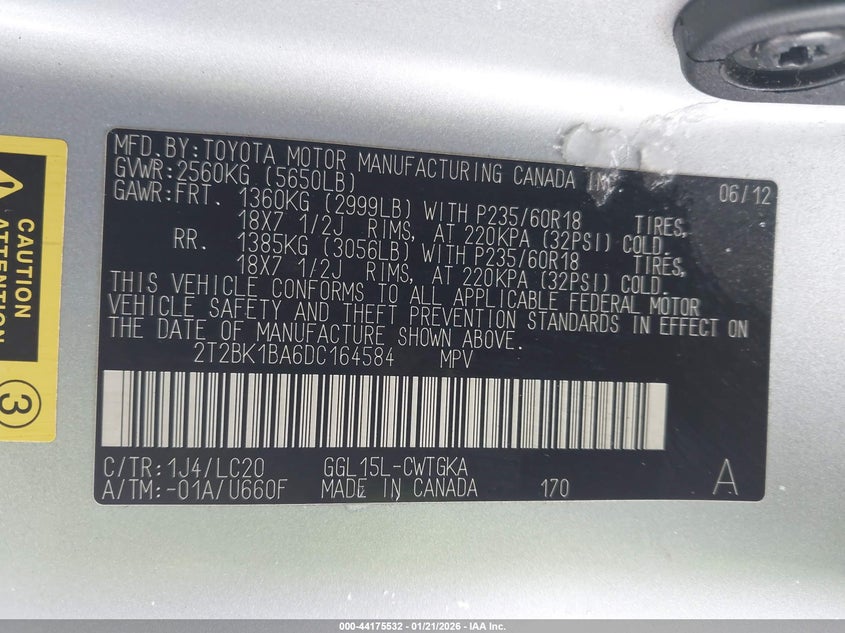 MFD. BY: TOYOTA MOTOR MANUFACTURING CANADA INC. 06/12
GVWR: 2560KG (5650LB)
GAWR: FRT. 1360KG (2999LB) WITH P235/60R18 TIRES,
18X7 1/2J RIMS, AT 220KPA (32PSI) COLD.
RR. 1385KG (3056LB) WITH P235/60R18 TIRES,
18X7 1/2J RIMS, AT 220KPA (32PSI) COLD.
THIS VEHICLE CONFORMS TO ALL APPLICABLE FEDERAL MOTOR
VEHICLE SAFETY AND THEFT PREVENTION STANDARDS IN EFFECT ON
THE DATE OF MANUFACTURE SHOWN ABOVE.
2T2BK1BA6DC164584 MPV
C/TR: 1J4/LC20 GGL15L-CWTGKA
A/TM: -01A/U660F MADE IN CANADA 170 A
CAUTION
ATTENTION
3
000-44175532 — 01/21/2026 — IAA Inc.